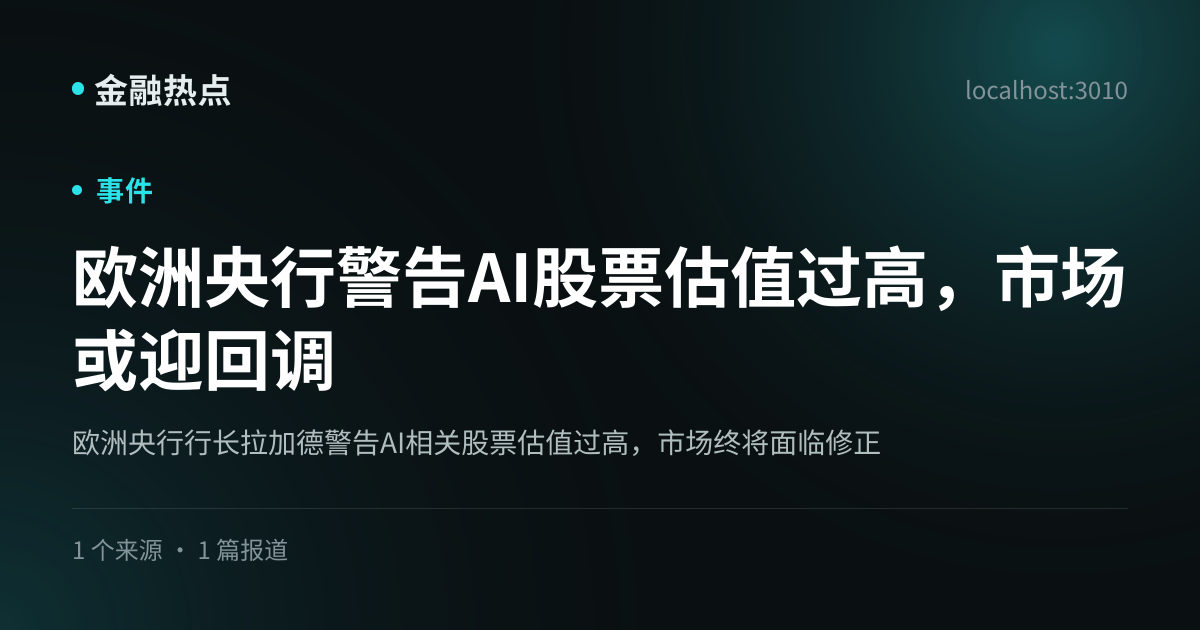 金融热点
localhost:3010
事件
欧洲央行警告AI股票估值过高，市场
或迎回调
欧洲央行行长拉加德警告AI相关股票估值过高，市场终将面临修正
1 个来源 · 1 篇报道